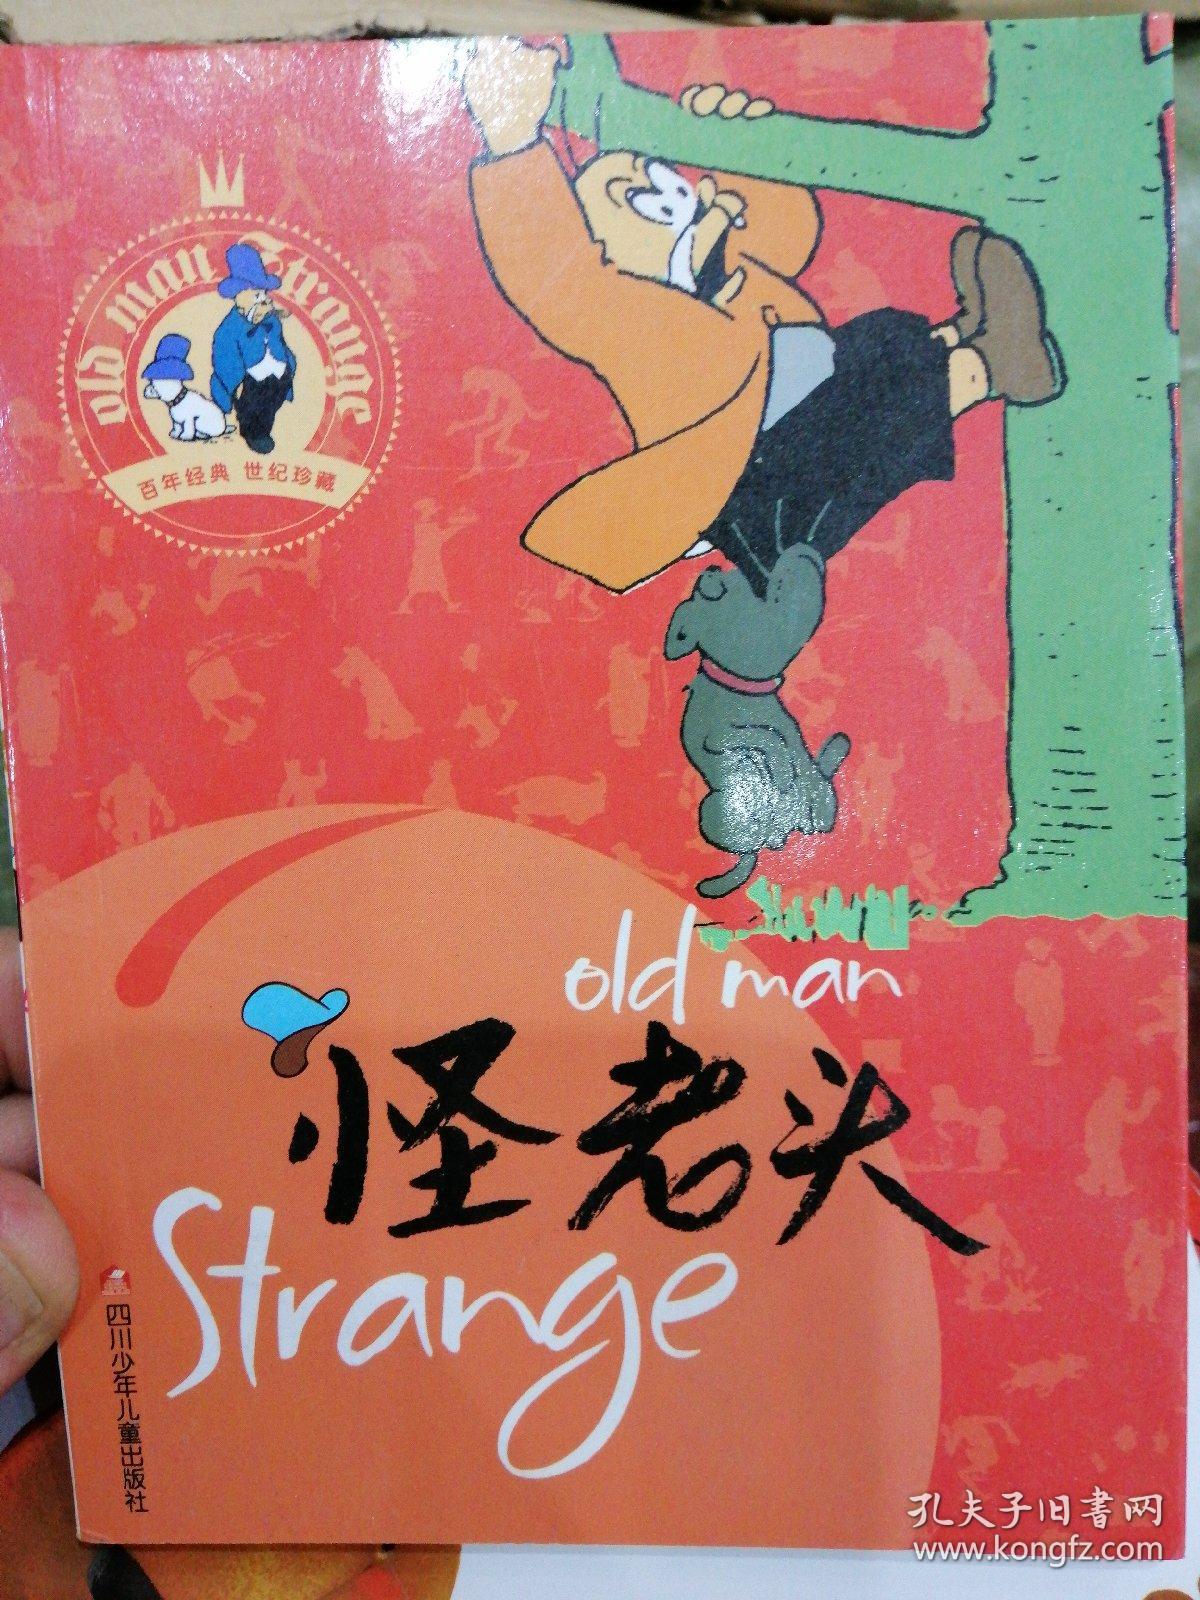 old man Strange
百年经典 世纪珍藏
old man
怪老头
Strange
四川少年儿童出版社
孔夫子旧书网
www.kongfz.com